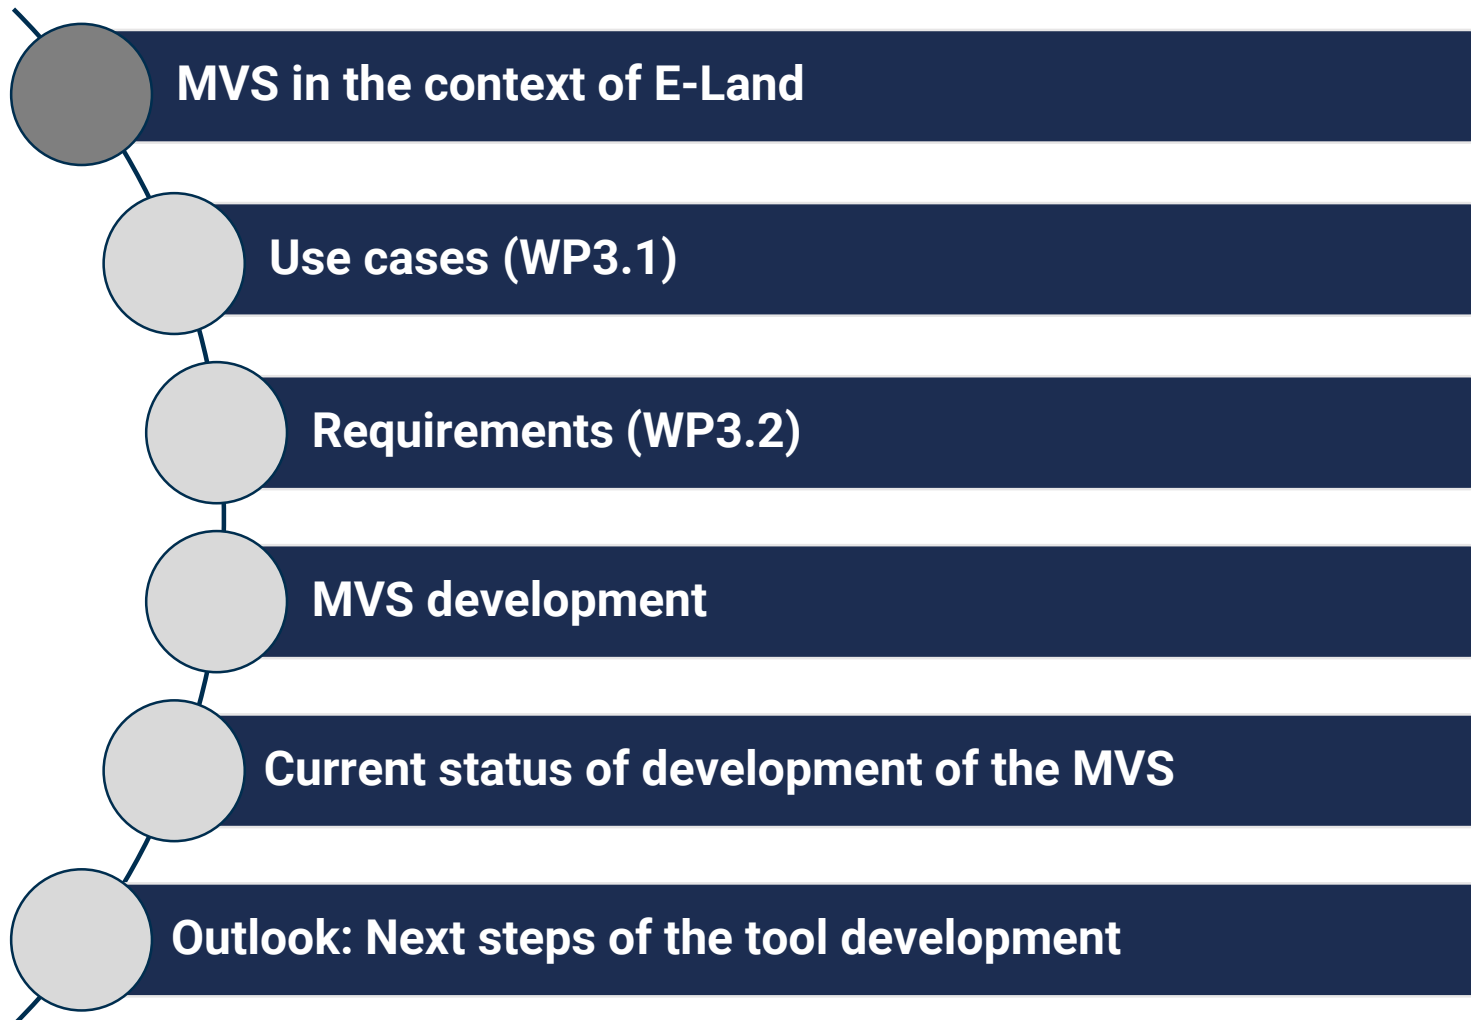 MVS in the context of E-Land
Use cases (WP3.1)
Requirements (WP3.2)
MVS development
Current status of development of the MVS
Outlook: Next steps of the tool development